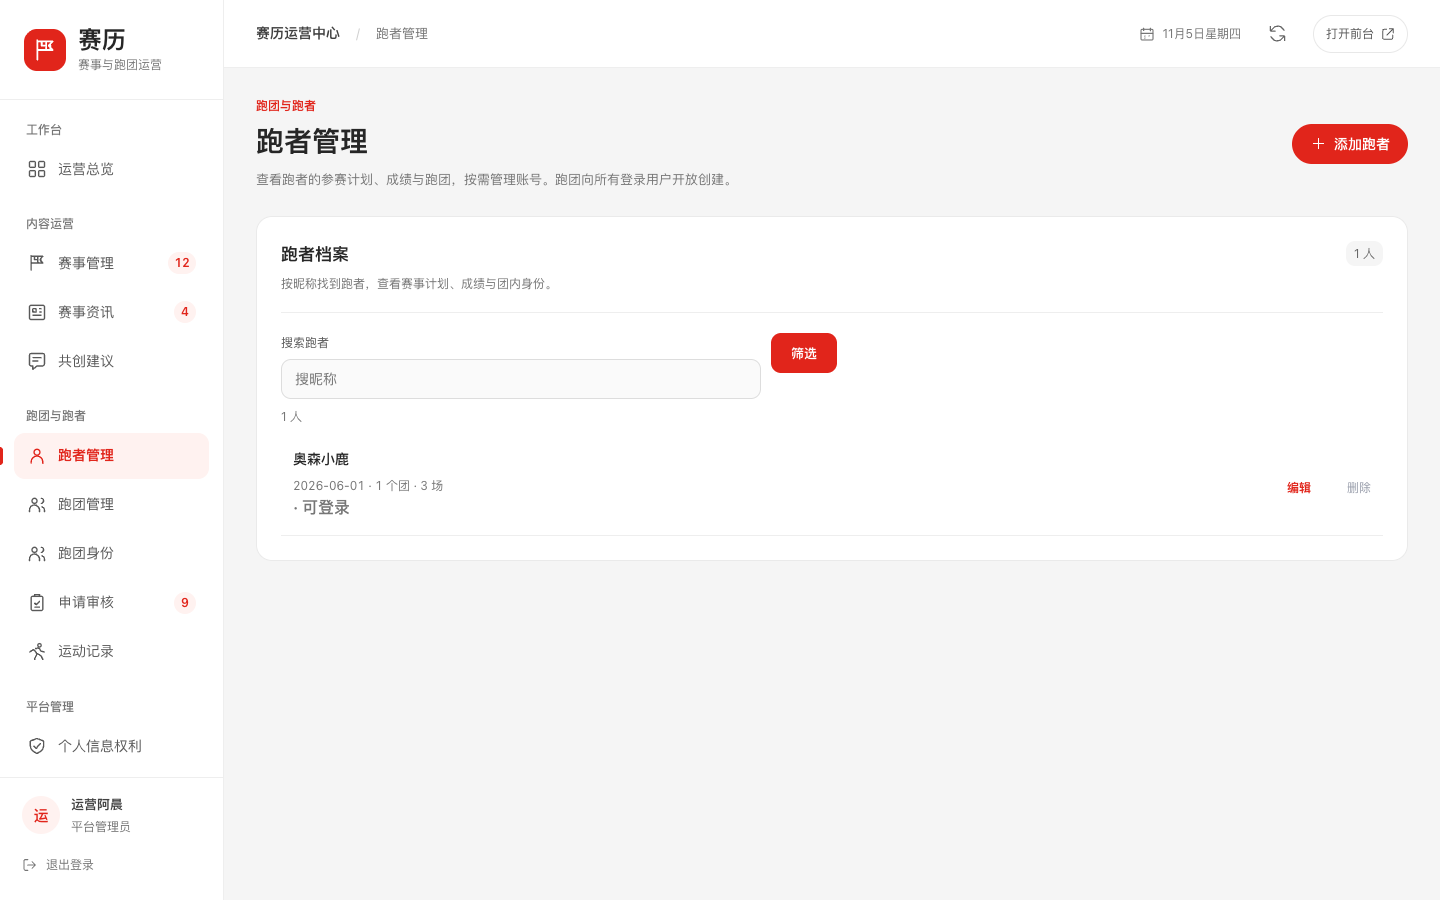 赛历
赛事与跑团运营
工作台
运营总览
内容运营
赛事管理
12
赛事资讯
4
共创建议
跑团与跑者
跑者管理
跑团管理
跑团身份
申请审核
9
运动记录
平台管理
个人信息权利
运
运营阿晨
平台管理员
退出登录
赛历运营中心 / 跑者管理
11月5日星期四
打开前台
跑团与跑者
跑者管理
查看跑者的参赛计划、成绩与跑团，按需管理账号。跑团向所有登录用户开放创建。
添加跑者
跑者档案
1 人
按昵称找到跑者，查看赛事计划、成绩与团内身份。
搜索跑者
搜昵称
筛选
1 人
奥森小鹿
2026-06-01 · 1 个团 · 3 场
· 可登录
编辑
删除